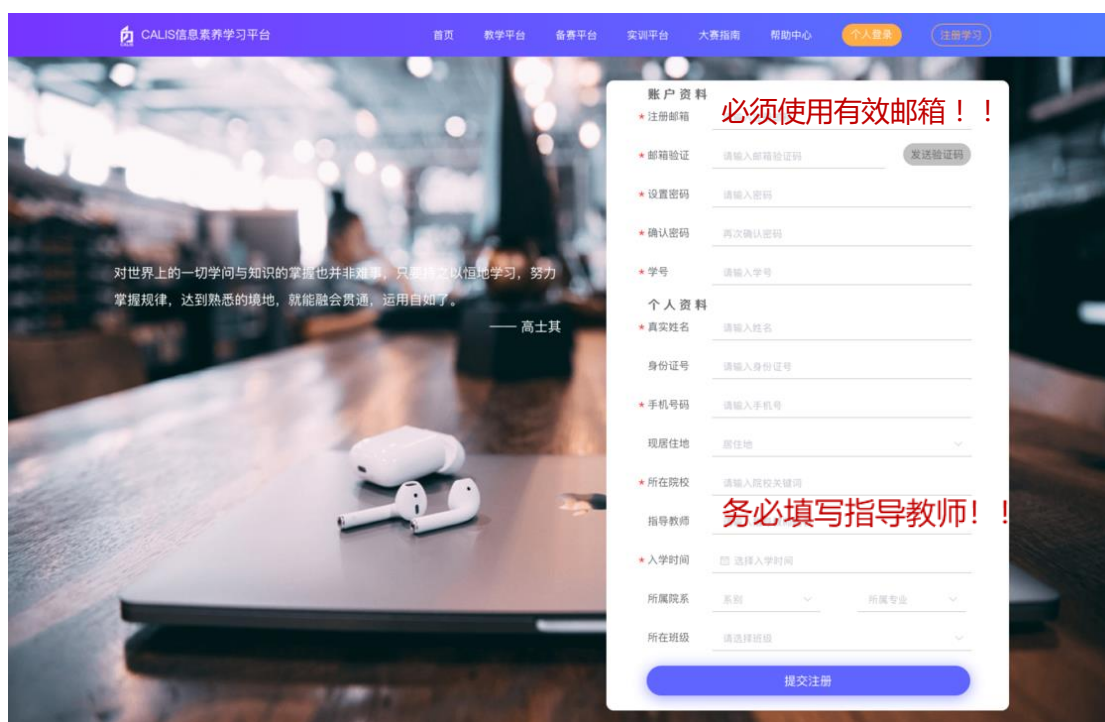 CALIS信息素养学习平台 首页 教学平台 备赛平台 实训平台 大赛指南 帮助中心 个人登录 注册学习
对世界上的一切学问与知识的掌握也并非难事，只要持之以恒地学习，努力
掌握规律，达到熟悉的境地，就能融会贯通，运用自如了。
—— 高士其
账户资料
* 注册邮箱 必须使用有效邮箱！！
* 邮箱验证 请输入邮箱验证码 发送验证码
* 设置密码 请输入密码
* 确认密码 再次确认密码
* 学号 请输入学号
个人资料
* 真实姓名 请输入姓名
身份证号 请输入身份证号
* 手机号码 请输入手机号
现居住地 居住地
* 所在院校 请输入院校关键词
指导教师 务必填写指导教师！！
* 入学时间 选择入学时间
所属院系 系别 所属专业
所在班级 请选择班级
提交注册